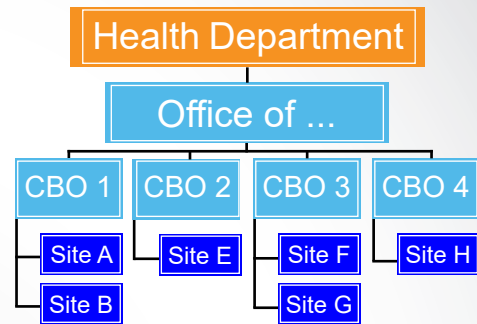 Health Department
Office of ...
CBO 1
CBO 2
CBO 3
CBO 4
Site A
Site E
Site F
Site H
Site B
Site G